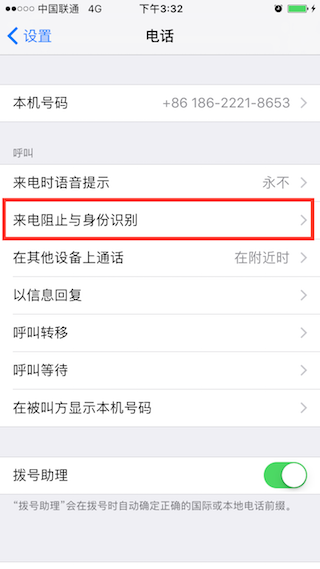 中国联通 4G 下午3:32
设置 电话
本机号码 +86 186-2221-8653
呼叫
来电时语音提示 永不
来电阻止与身份识别
在其他设备上通话 在附近时
以信息回复
呼叫转移
呼叫等待
在被叫方显示本机号码
拨号助理
“拨号助理”会在拨号时自动确定正确的国际或本地电话前缀。